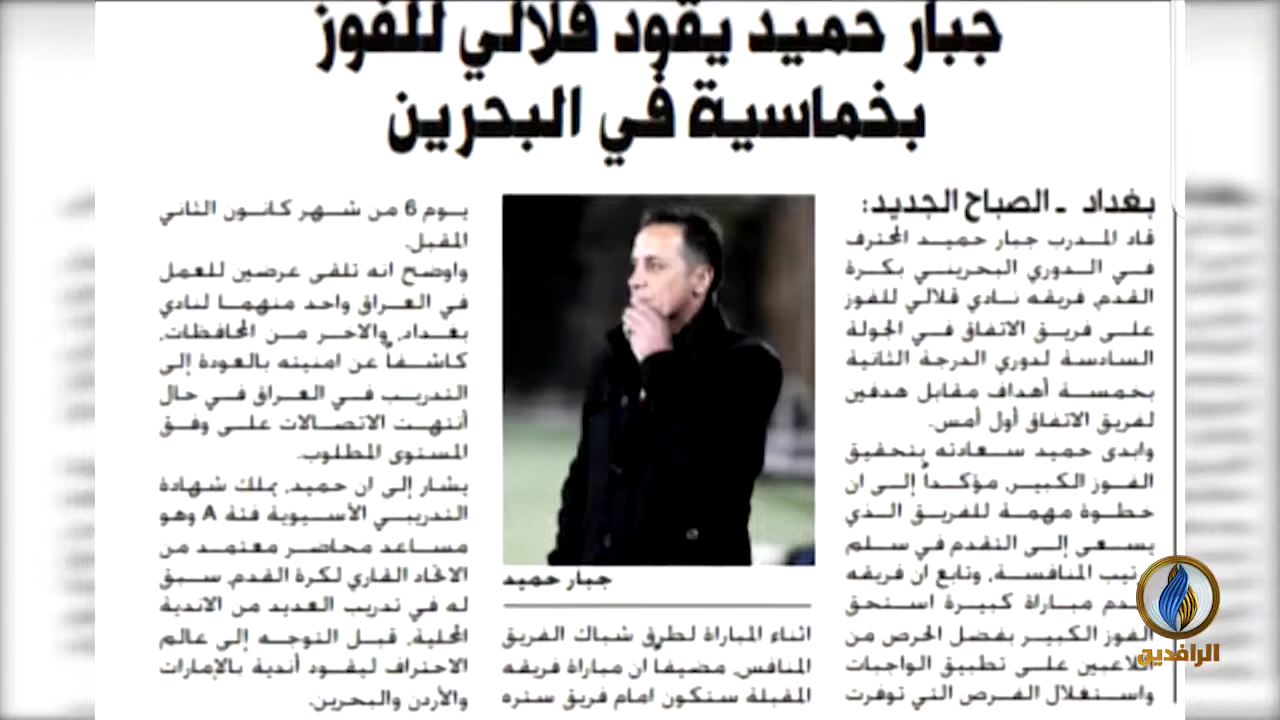 جبار حميد يقود قلالي للفوز
بخماسية في البحرين
بغداد ـ الصباح الجديد:
قاد المدرب جبار حميد المحترف
في الدوري البحريني بكرة
القدم، فريقه نادي قلالي للفوز
على فريق الاتفاق في الجولة
السادسة لدوري الدرجة الثانية
بخمسة أهداف مقابل هدفين
لفريق الاتفاق أول أمس.
وابدى حميد سعادته بتحقيق
الفوز الكبير، مؤكداً إلى ان
خطوة مهمة للفريق الذي
يسعى إلى التقدم في سلم
ترتيب المنافسة، وتابع ان فريقه
قدم مباراة كبيرة استحق
الفوز الكبير بفضل الحرص من
اللاعبين على تطبيق الواجبات
واستغلال الفرص التي توفرت
جبار حميد
اثناء المباراة لطرق شباك الفريق
المنافس، مضيفاً ان مباراة فريقه
المقبلة ستكون امام فريق ستره
يوم 6 من شهر كانون الثاني
المقبل.
واوضح انه تلقى عرضين للعمل
في العراق واحد منهما لنادي
بغداد، والاخر من المحافظات،
كاشفاً عن امنيته بالعودة إلى
التدريب في العراق في حال
أنتهت الاتصالات على وفق
المستوى المطلوب.
يشار إلى ان حميد، يملك شهادة
التدريبي الأسيوية فئة A وهو
مساعد محاضر معتمد من
الاتحاد القاري لكرة القدم، سبق
له في تدريب العديد من الاندية
المحلية، قبل التوجه إلى عالم
الاحتراف ليقود أندية بالإمارات
والأردن والبحرين.
الرافدين